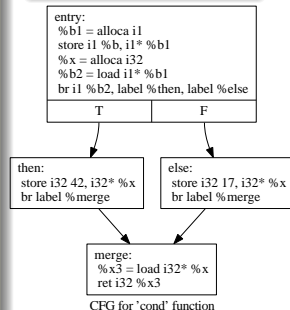 entry:
%b1 = alloca i1
store i1 %b, i1* %b1
%x = alloca i32
%b2 = load i1* %b1
br i1 %b2, label %then, label %else
T F
then:
store i32 42, i32* %x
br label %merge
else:
store i32 17, i32* %x
br label %merge
merge:
%x3 = load i32* %x
ret i32 %x3
CFG for 'cond' function